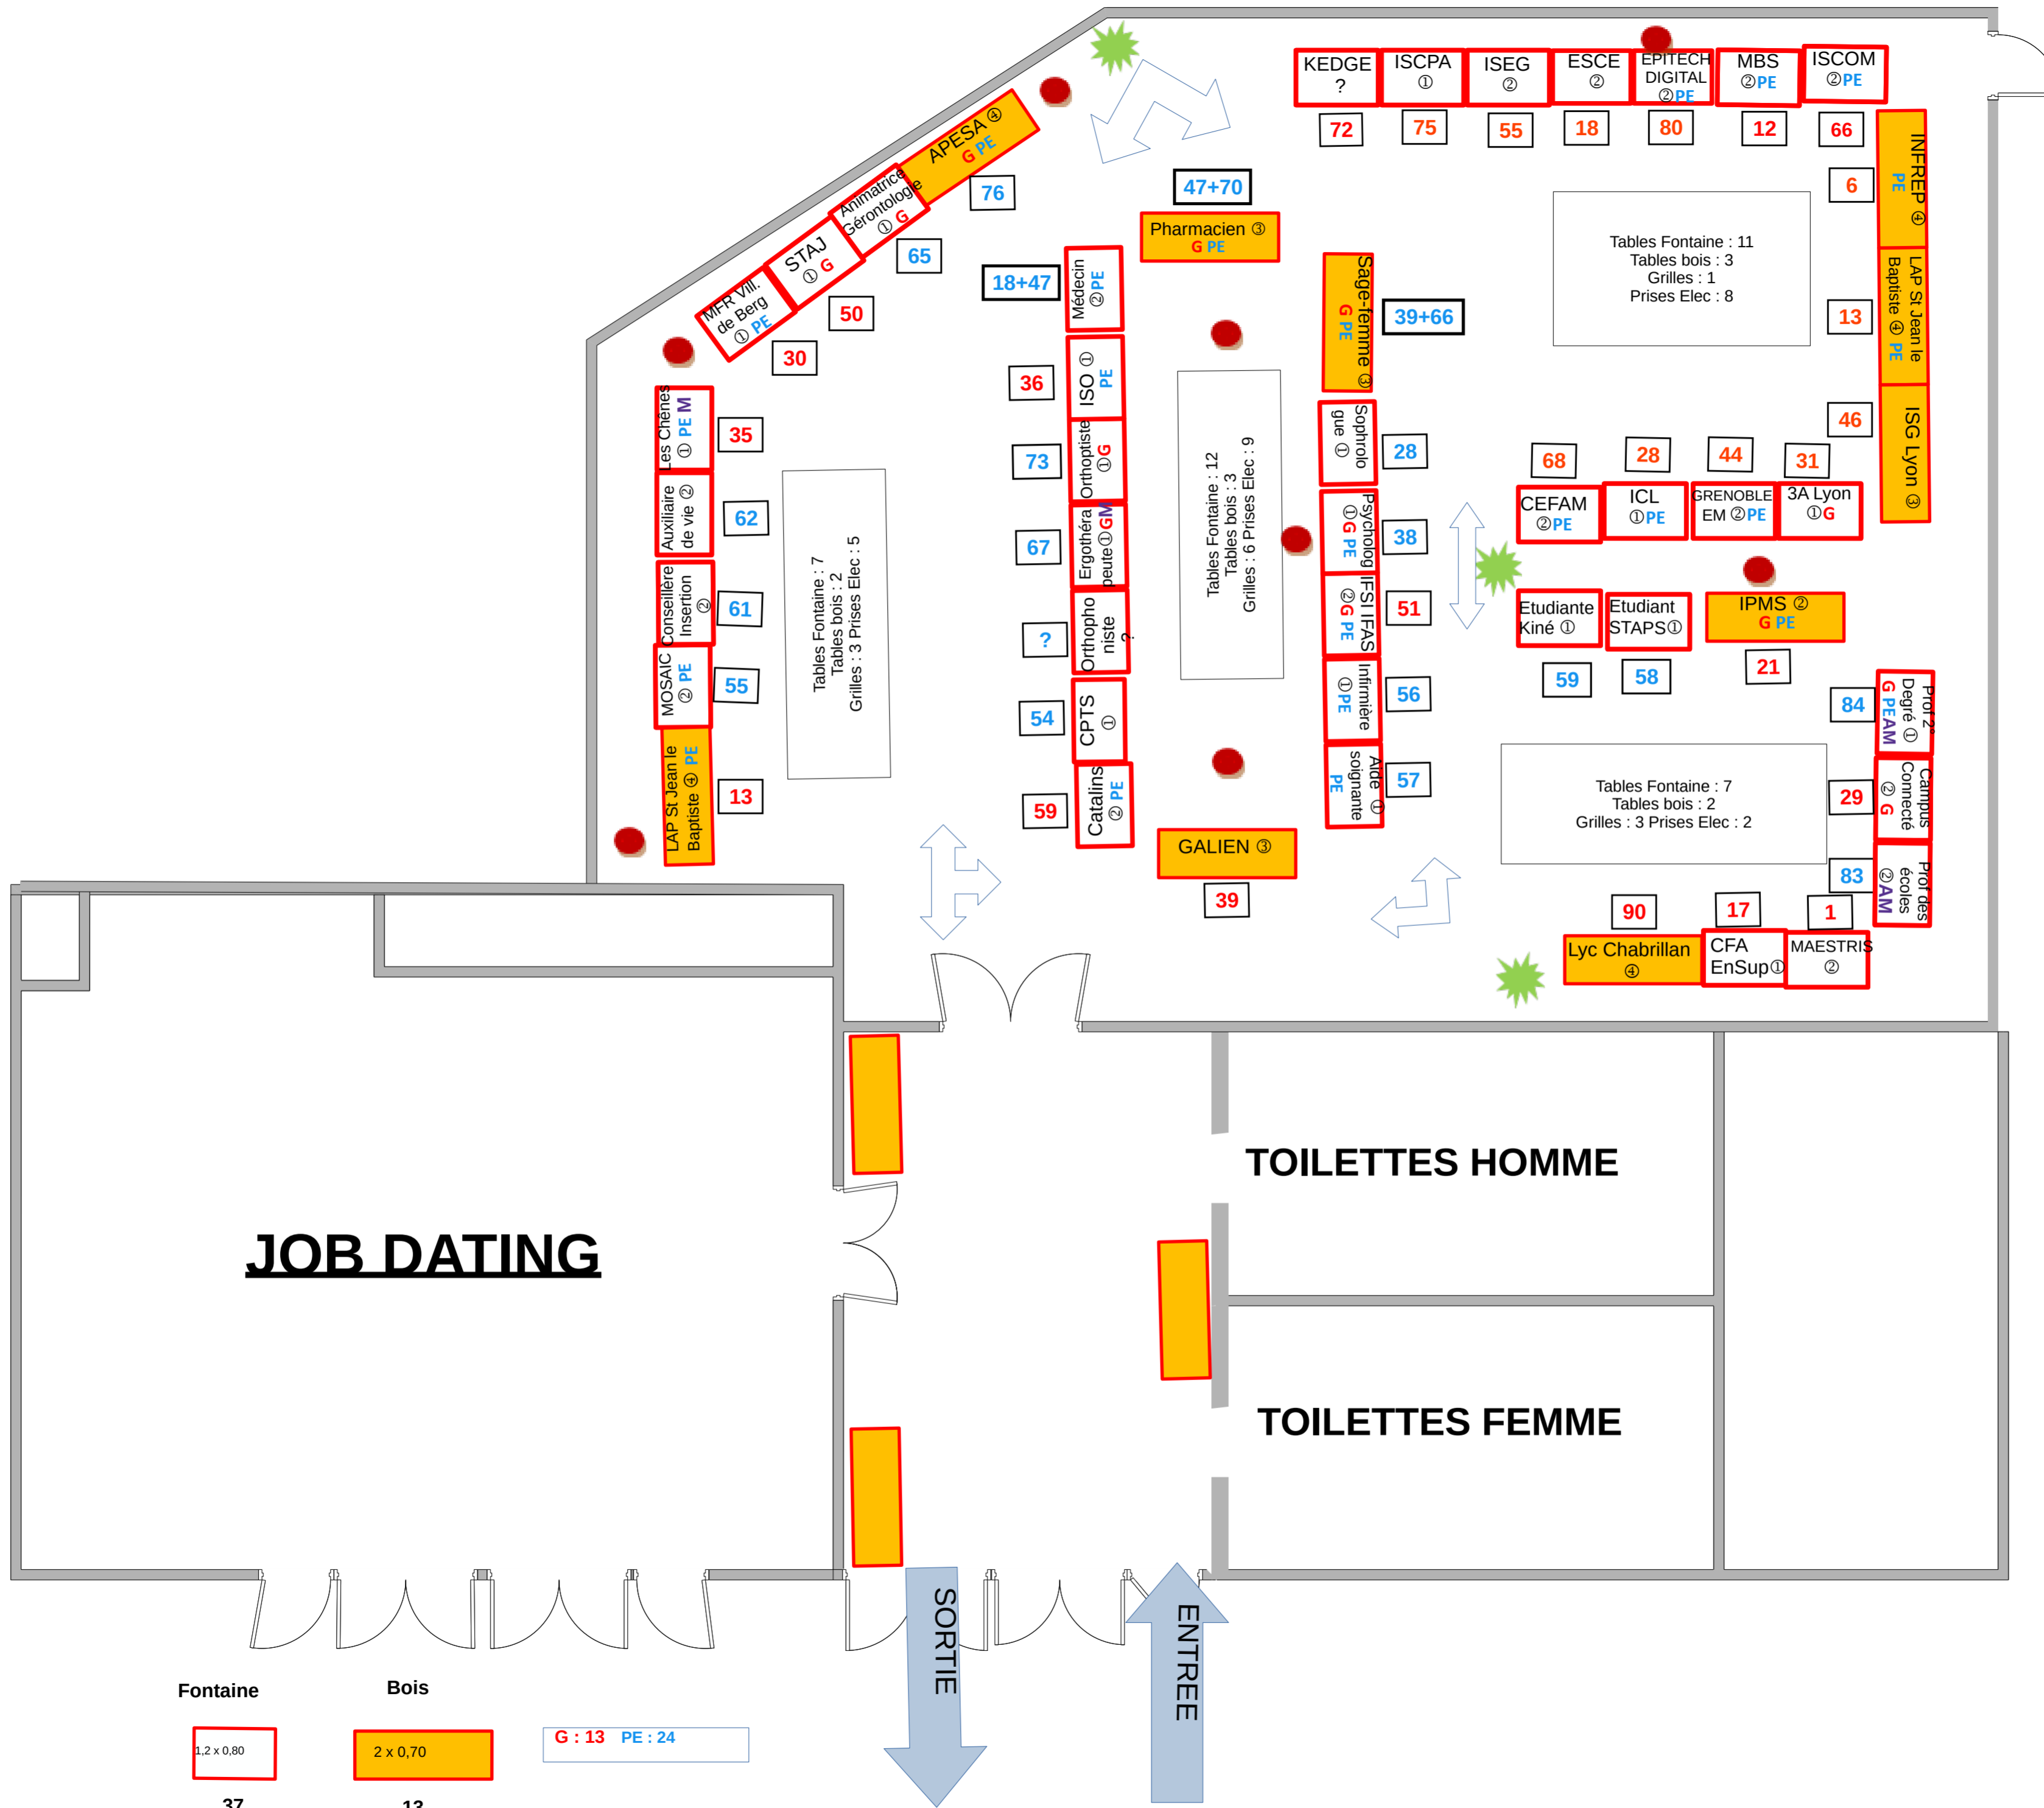 KEDGE
?
ISCPA
①
ISEG
②
ESCE
②
EPITECH
DIGITAL
②PE
MBS
②PE
ISCOM
②PE
72
75
55
18
80
12
66
INFREP ④
PE
6
LAP St Jean le
Baptiste ④ PE
13
ISG Lyon ③
46
APESA ④
G PE
76
Animatrice
Gérontologie
① G
65
STAJ
① G
50
MFR Vill.
de Berg
① PE
30
47+70
Pharmacien ③
G PE
18+47
Médecin
②PE
Sage-femme ③
G PE
39+66
Tables Fontaine : 11
Tables bois : 3
Grilles : 1
Prises Elec : 8
Les Chênes
① PE M
35
Auxiliaire
de vie ②
62
Conseillère
Insertion
②
61
MOSAIC
② PE
55
LAP St Jean le
Baptiste ④ PE
13
Tables Fontaine : 7
Tables bois : 2
Grilles : 3 Prises Elec : 5
36
ISO ①
PE
73
Orthoptiste
①G
67
Ergothéra
peute①GM
?
Orthopho
niste
?
54
CPTS
①
59
Catalins
② PE
Tables Fontaine : 12
Tables bois : 3
Grilles : 6 Prises Elec : 9
Sophrolo
gue ①
28
Psycholog
①G PE
38
IFSI IFAS
②G PE
51
Infirmière
①PE
56
Aide ①
soignante
PE
57
GALIEN ③
39
68
28
44
31
CEFAM
②PE
ICL
①PE
GRENOBLE
EM ②PE
3A Lyon
①G
Etudiante
Kiné ①
Etudiant
STAPS①
IPMS ②
G PE
59
58
21
84
Prof 2°
Degré ①
G PEAM
29
Campus
Connecté
② G
83
Prof des
écoles
②AM
Tables Fontaine : 7
Tables bois : 2
Grilles : 3 Prises Elec : 2
90
17
1
Lyc Chabrillan
④
CFA
EnSup①
MAESTRIS
②
TOILETTES HOMME
JOB DATING
TOILETTES FEMME
SORTIE
ENTREE
Fontaine
Bois
1,2 x 0,80
2 x 0,70
G : 13 PE : 24
37
13